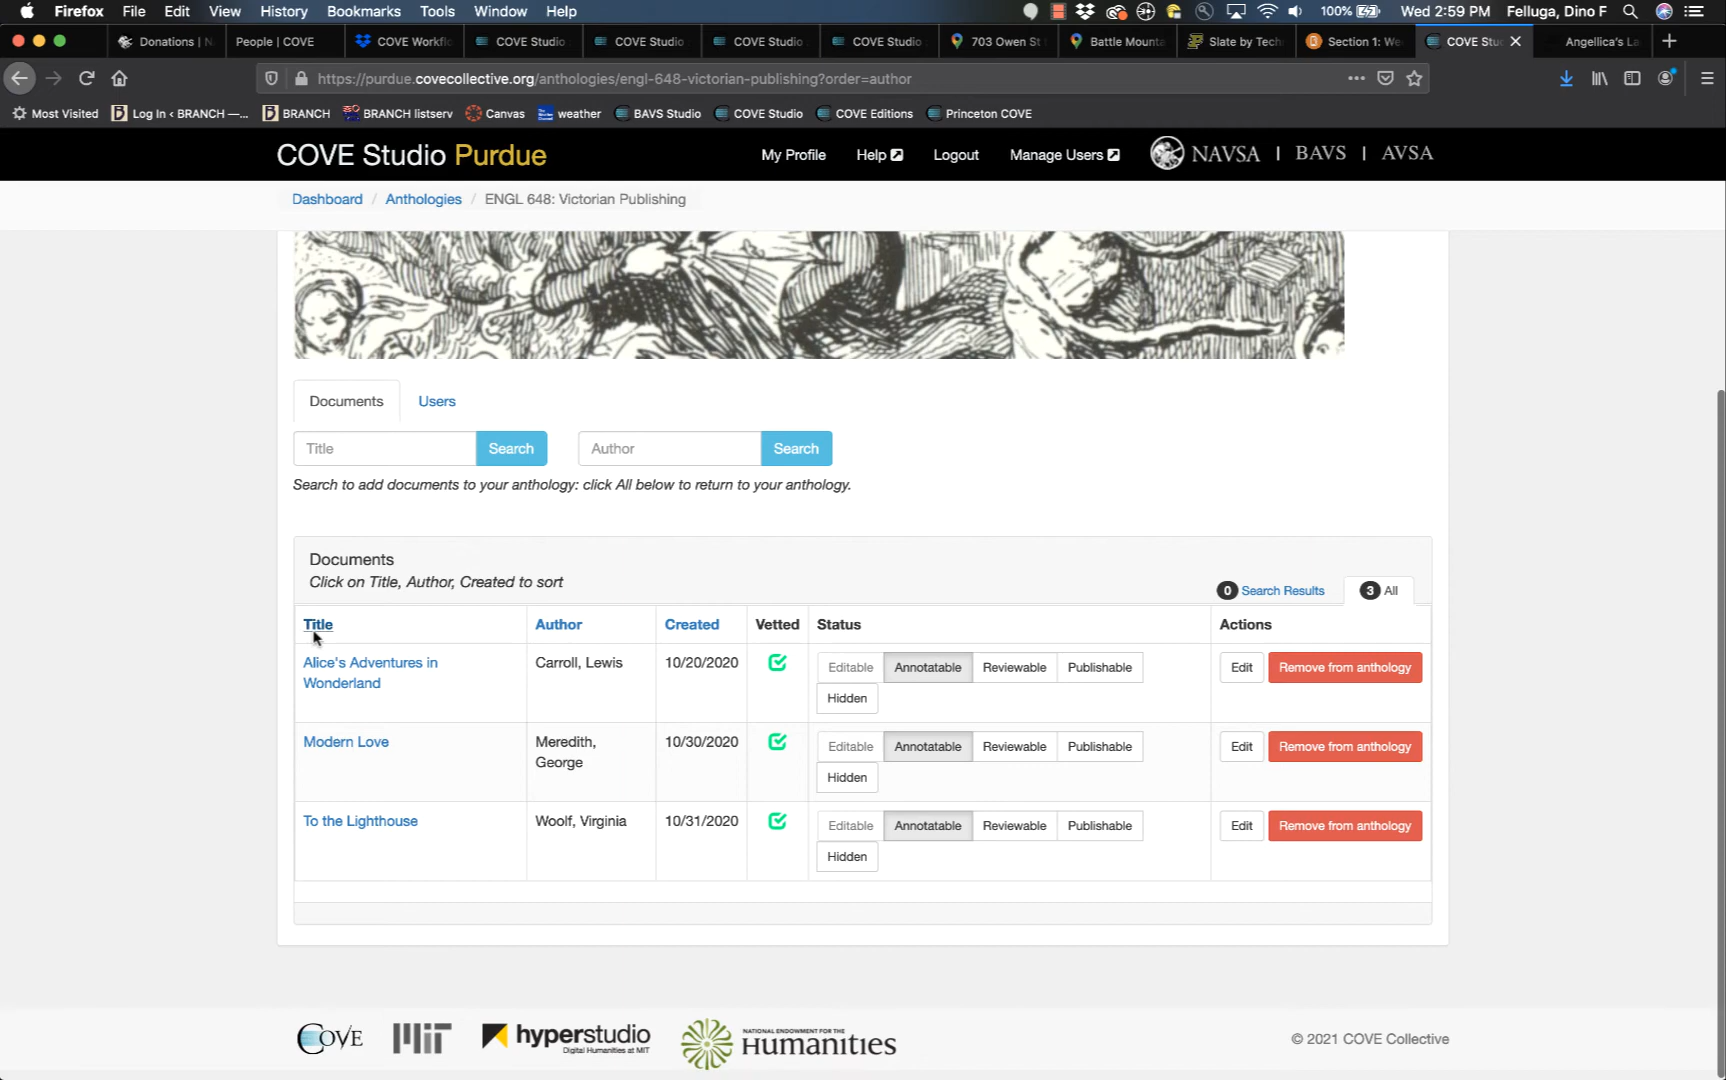 Firefox File Edit View History Bookmarks Tools Window Help 100% Wed 2:59 PM Felluga, Dino F
Donations | N People | COVE COVE Workfl COVE Studio COVE Studio COVE Studio COVE Studio 703 Owen St Battle Mounta Slate by Tech Section 1: We COVE Stu Angellica's La
https://purdue.covecollective.org/anthologies/engl-648-victorian-publishing?order=author
Most Visited Log In ‹ BRANCH —... BRANCH BRANCH listserv Canvas weather BAVS Studio COVE Studio COVE Editions Princeton COVE
COVE Studio Purdue My Profile Help Logout Manage Users NAVSA | BAVS | AVSA
Dashboard / Anthologies / ENGL 648: Victorian Publishing
Documents Users
Title Search Author Search
Search to add documents to your anthology: click All below to return to your anthology.
Documents
Click on Title, Author, Created to sort
0 Search Results 3 All
Title Author Created Vetted Status Actions
Alice's Adventures in Carroll, Lewis 10/20/2020 Editable Annotatable Reviewable Publishable Edit Remove from anthology
Wonderland Hidden
Modern Love Meredith, 10/30/2020 Editable Annotatable Reviewable Publishable Edit Remove from anthology
George Hidden
To the Lighthouse Woolf, Virginia 10/31/2020 Editable Annotatable Reviewable Publishable Edit Remove from anthology
Hidden
COVE MIT hyperstudio NATIONAL ENDOWMENT FOR THE
Digital Humanities at MIT Humanities © 2021 COVE Collective